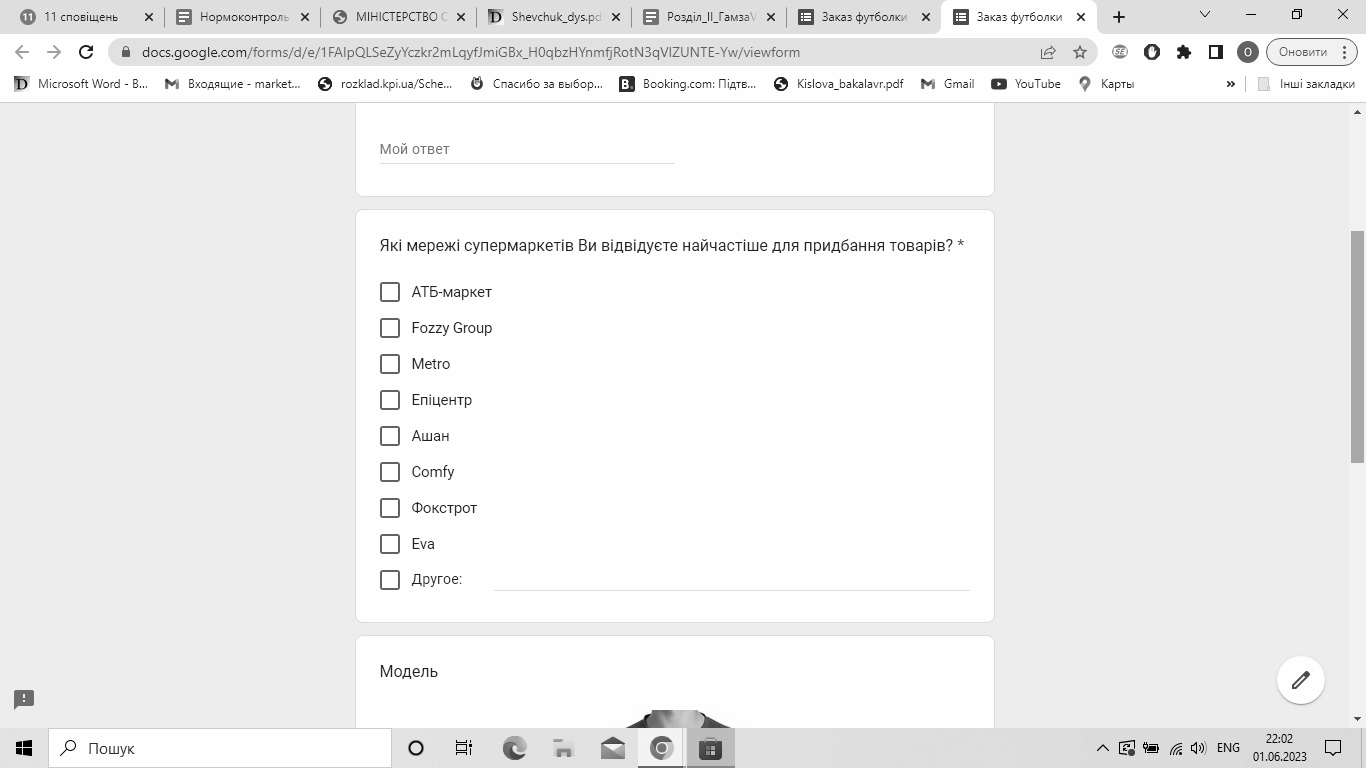 11 сповіщень
Нормоконтроль
МІНІСТЕРСТВО О
Shevchuk_dys.pd
Розділ_ІІ_ГамзаV
Заказ футболки
Заказ футболки
docs.google.com/forms/d/e/1FAIpQLSeZyYczkr2mLqyfJmiGBx_H0qbzHYnmfjRotN3qVIZUNTE-Yw/viewform
SE
О
Оновити
Microsoft Word - В...
Входящие - market...
rozklad.kpi.ua/Sche...
Спасибо за выбор...
Booking.com: Підтв...
Kislova_bakalavr.pdf
Gmail
YouTube
Карты
»
Інші закладки
Мой ответ
Які мережі супермаркетів Ви відвідуєте найчастіше для придбання товарів? *
АТБ-маркет
Fozzy Group
Metro
Епіцентр
Ашан
Comfy
Фокстрот
Eva
Другое:
Модель
Пошук
ENG
22:02
01.06.2023